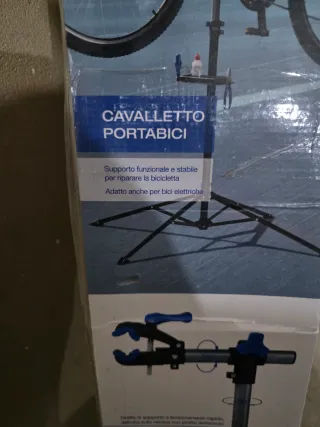 CAVALLETTO
PORTABICI
Supporto funzionale e stabile
per riparare la bicicletta
Adatto anche per bici elettriche